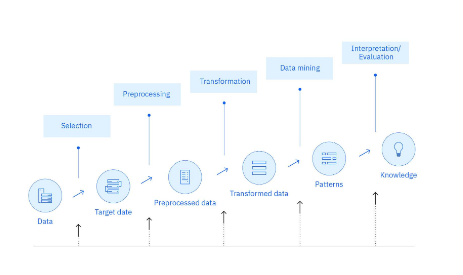 Interpretation/
Evaluation
Data mining
Transformation
Preprocessing
Selection
Data
Target date
Preprocessed data
Transformed data
Patterns
Knowledge